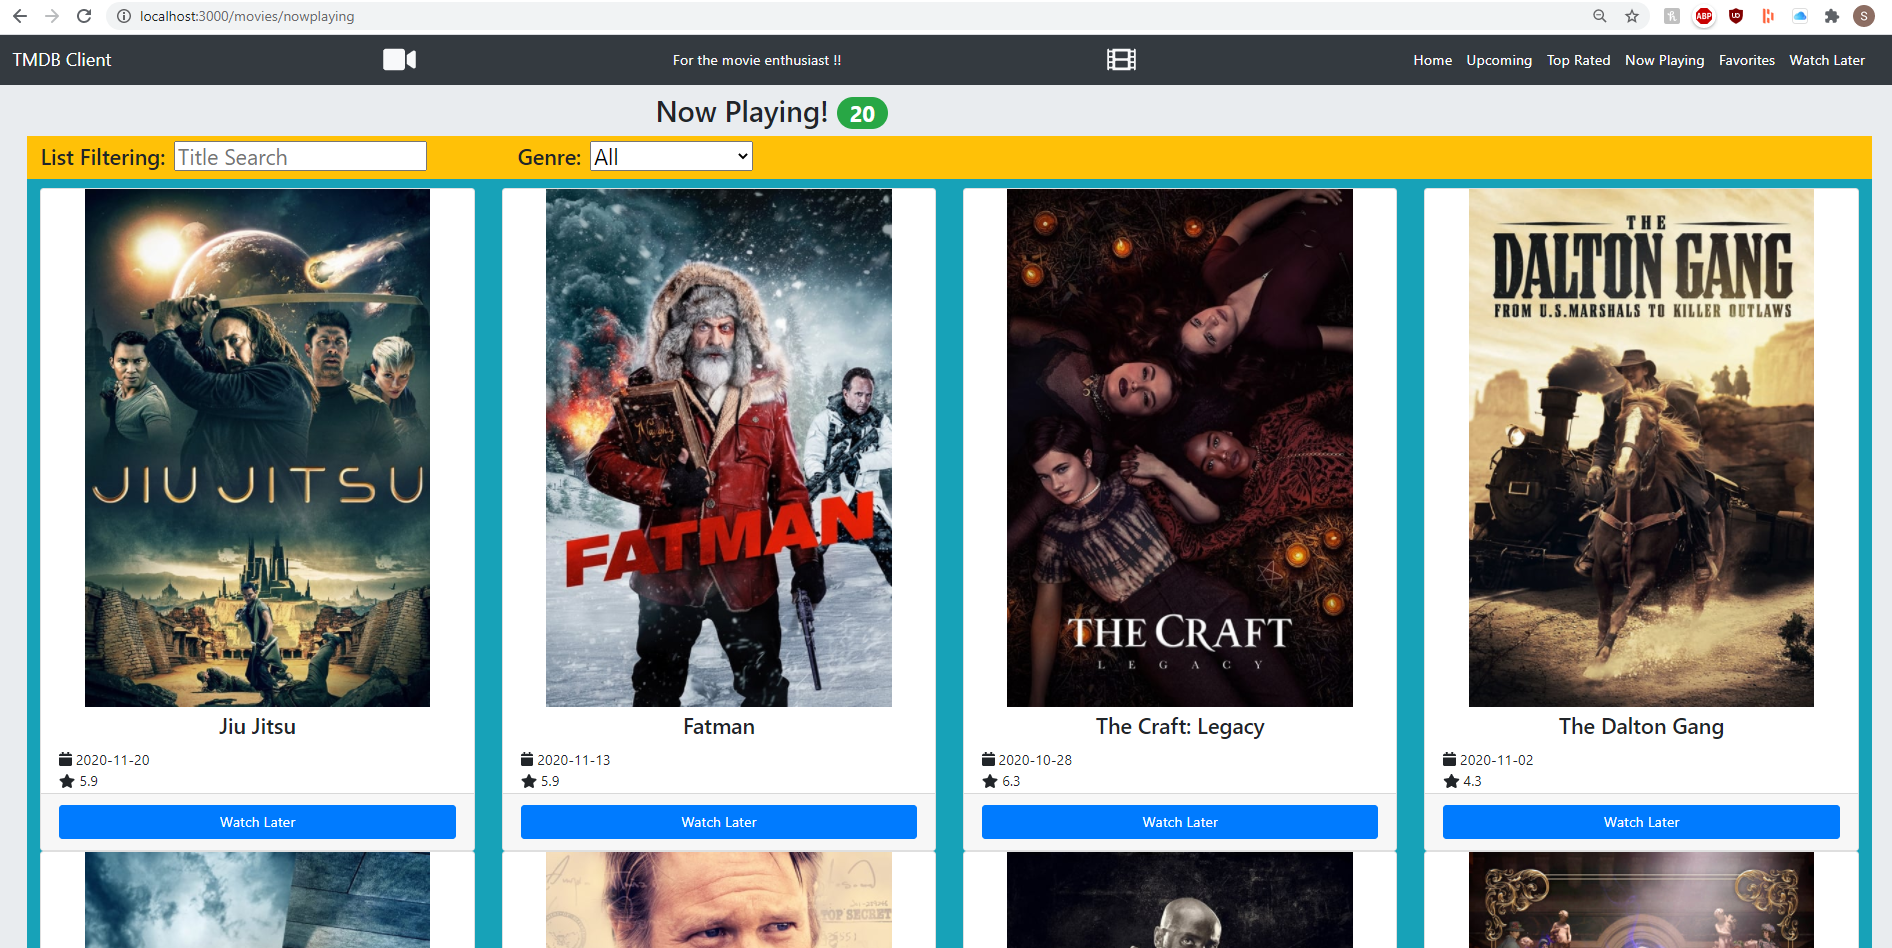 localhost:3000/movies/nowplaying
ABP
S
TMDB Client
For the movie enthusiast !!
Home Upcoming Top Rated Now Playing Favorites Watch Later
Now Playing! 20
List Filtering: Title Search Genre: All
JIU JITSU
Naughty
FATMAN
THE CRAFT
LEGACY
THE
DALTON GANG
FROM U.S. MARSHALS TO KILLER OUTLAWS
Jiu Jitsu
2020-11-20
5.9
Watch Later
Fatman
2020-11-13
5.9
Watch Later
The Craft: Legacy
2020-10-28
6.3
Watch Later
The Dalton Gang
2020-11-02
4.3
Watch Later
TOP SECRET